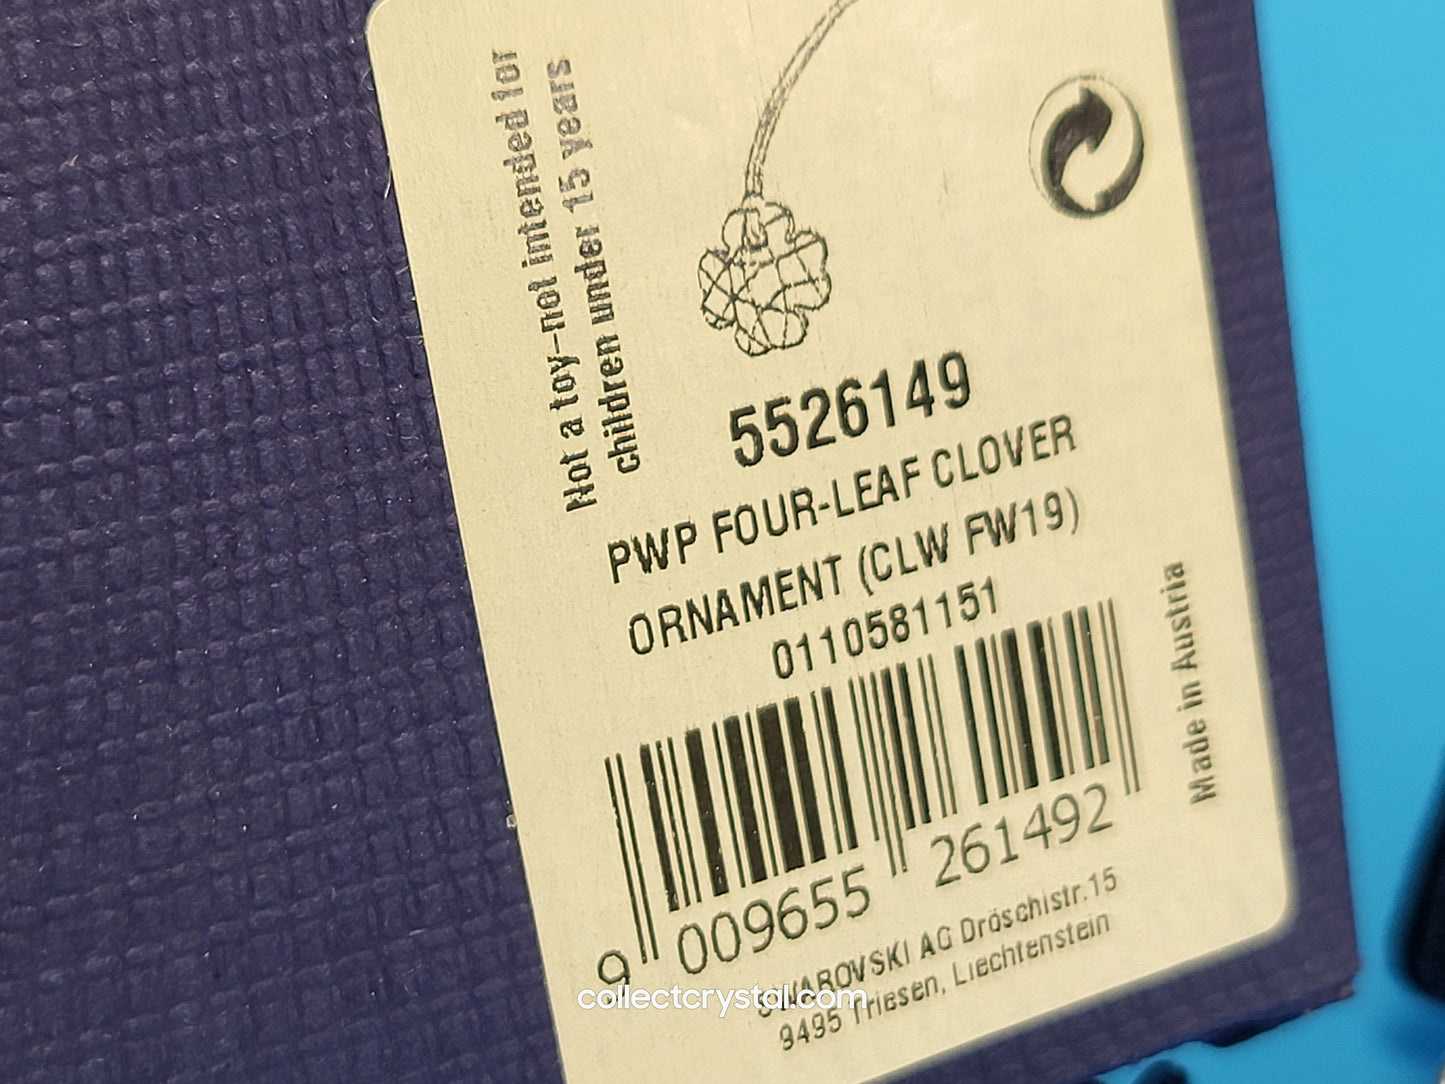 Not a toy-not intended for
children under 15 years
5526149
PWP FOUR-LEAF CLOVER
ORNAMENT (CLW FW19)
0110581151
9 009655 261492
Made in Austria
SWAROVSKI AG Dröschistr.15
9495 Triesen, Liechtenstein
collectcrystal.com